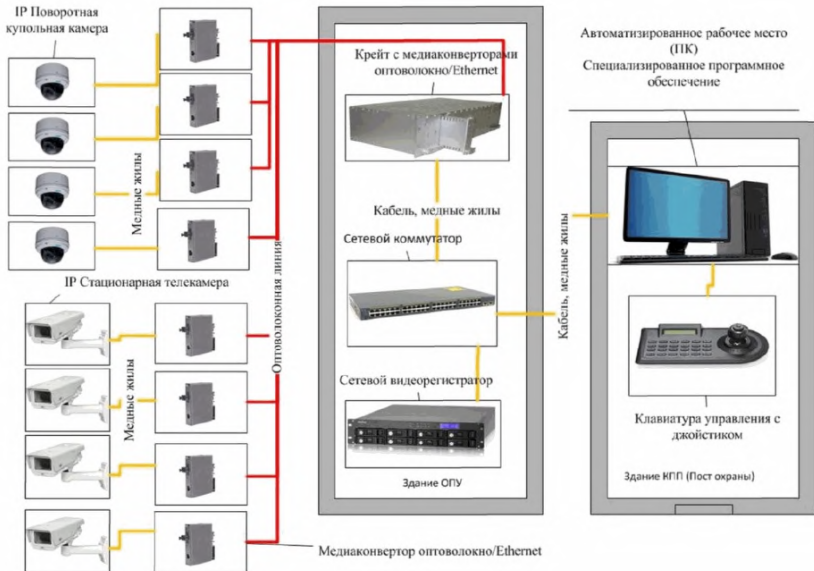 IP Поворотная
купольная камера
Медные жилы
IP Стационарная телекамера
Медные жилы
Оптоволоконная линия
Крейт с медиаконверторами
оптоволокно/Ethernet
Кабель, медные жилы
Сетевой коммутатор
Сетевой видеорегистратор
Здание ОПУ
Медиаконвертор оптоволокно/Ethernet
Кабель, медные жилы
Автоматизированное рабочее место
(ПК)
Специализированное программное
обеспечение
Клавиатура управления с
джойстиком
Здание КПП (Пост охраны)